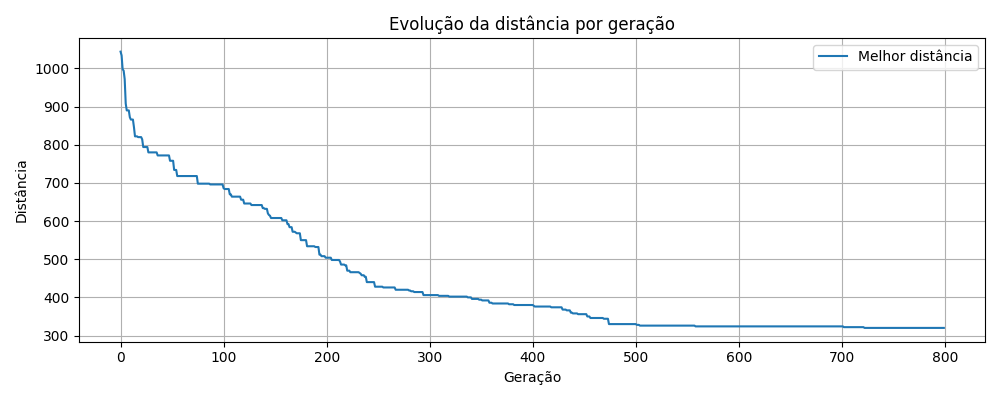 Evolução da distância por geração
Melhor distância
Distância
1000
900
800
700
600
500
400
300
0 100 200 300 400 500 600 700 800
Geração